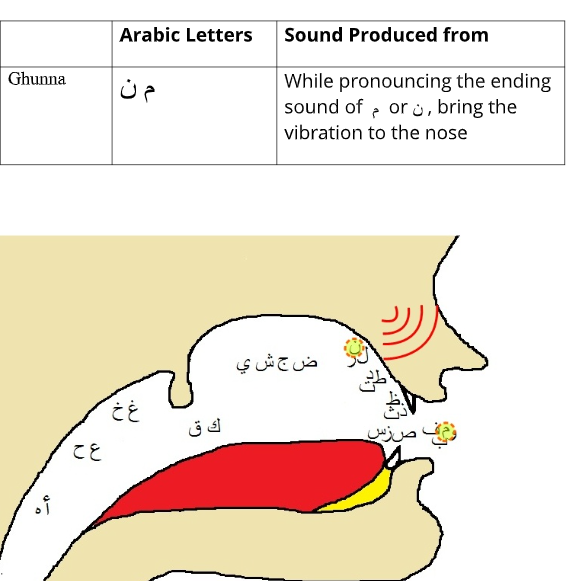 Arabic Letters
Sound Produced from
Ghunna
م ن
While pronouncing the ending
sound of م or ن, bring the
vibration to the nose
ن
ل ر
ض ج ش ي
ط د
ت
ظ
ذ ث
غ خ
ق ك
ص ز س
ف م
ب
ع ح
أ ه